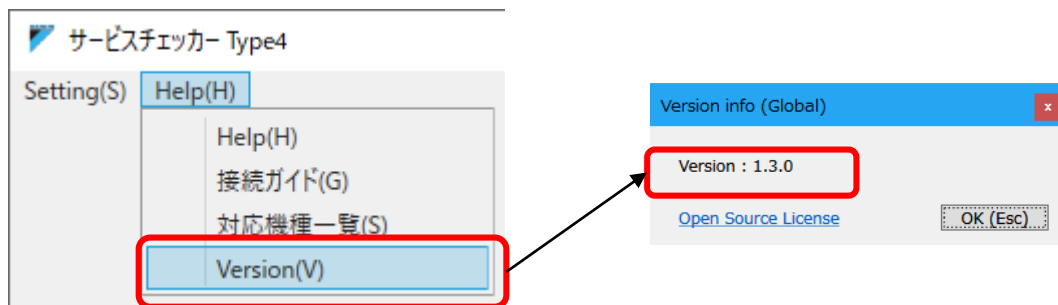 サービスチェッカー Type4
Setting(S) Help(H)
Help(H)
接続ガイド(G)
対応機種一覧(S)
Version(V)
Version info (Global)
x
Version : 1.3.0
Open Source License
OK (Esc)